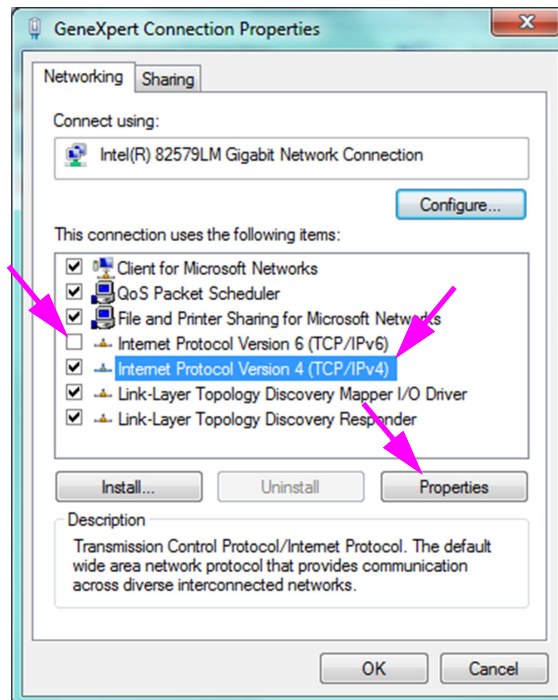 GeneXpert Connection Properties
Networking
Sharing
Connect using:
Intel(R) 82579LM Gigabit Network Connection
Configure...
This connection uses the following items:
Client for Microsoft Networks
QoS Packet Scheduler
File and Printer Sharing for Microsoft Networks
Internet Protocol Version 6 (TCP/IPv6)
Internet Protocol Version 4 (TCP/IPv4)
Link-Layer Topology Discovery Mapper I/O Driver
Link-Layer Topology Discovery Responder
Install...
Uninstall
Properties
Description
Transmission Control Protocol/Internet Protocol. The default
wide area network protocol that provides communication
across diverse interconnected networks.
OK
Cancel